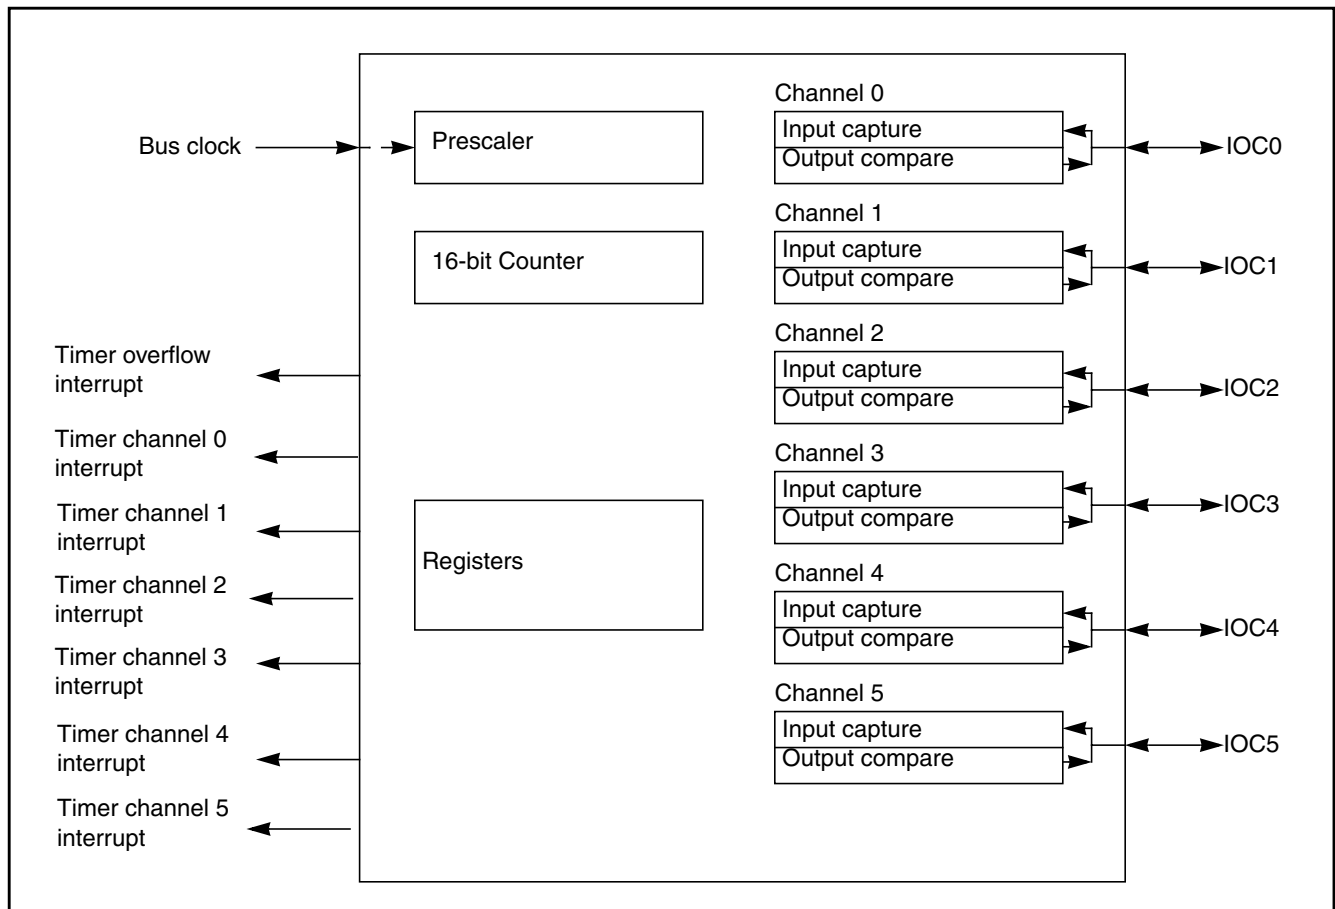 Bus clock
Prescaler
16-bit Counter
Registers
Timer overflow
interrupt
Timer channel 0
interrupt
Timer channel 1
interrupt
Timer channel 2
interrupt
Timer channel 3
interrupt
Timer channel 4
interrupt
Timer channel 5
interrupt
Channel 0
Input capture
Output compare
IOC0
Channel 1
Input capture
Output compare
IOC1
Channel 2
Input capture
Output compare
IOC2
Channel 3
Input capture
Output compare
IOC3
Channel 4
Input capture
Output compare
IOC4
Channel 5
Input capture
Output compare
IOC5